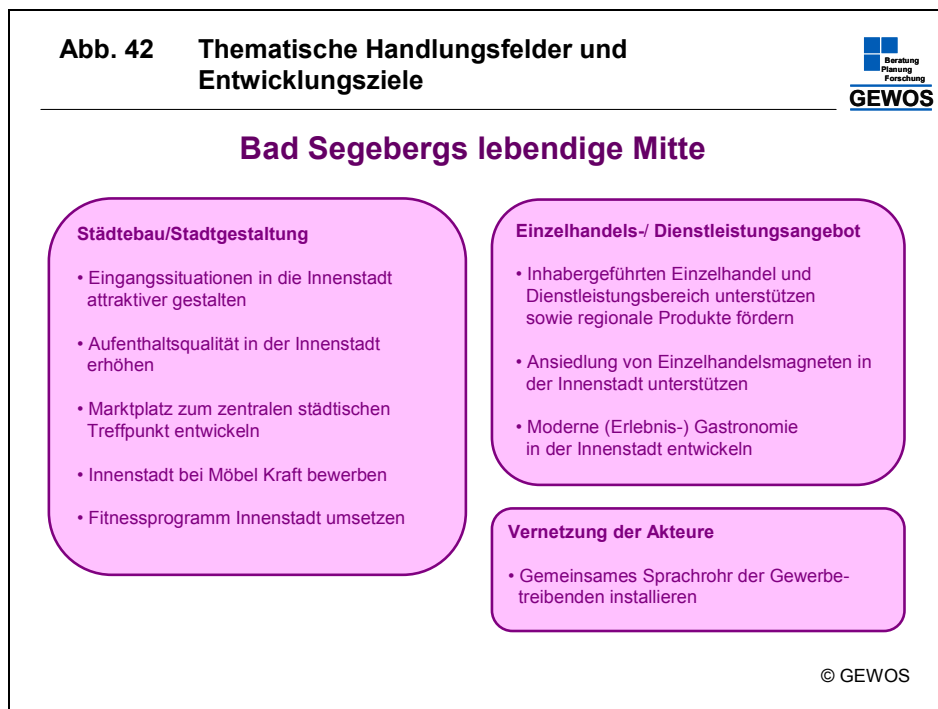 Abb. 42 Thematische Handlungsfelder und
Entwicklungsziele
Beratung
Planung
Forschung
GEWOS
Bad Segebergs lebendige Mitte
Städtebau/Stadtgestaltung
• Eingangssituationen in die Innenstadt
attraktiver gestalten
• Aufenthaltsqualität in der Innenstadt
erhöhen
• Marktplatz zum zentralen städtischen
Treffpunkt entwickeln
• Innenstadt bei Möbel Kraft bewerben
• Fitnessprogramm Innenstadt umsetzen
Einzelhandels-/ Dienstleistungsangebot
• Inhabergeführten Einzelhandel und
Dienstleistungsbereich unterstützen
sowie regionale Produkte fördern
• Ansiedlung von Einzelhandelsmagneten in
der Innenstadt unterstützen
• Moderne (Erlebnis-) Gastronomie
in der Innenstadt entwickeln
Vernetzung der Akteure
• Gemeinsames Sprachrohr der Gewerbe-
treibenden installieren
© GEWOS